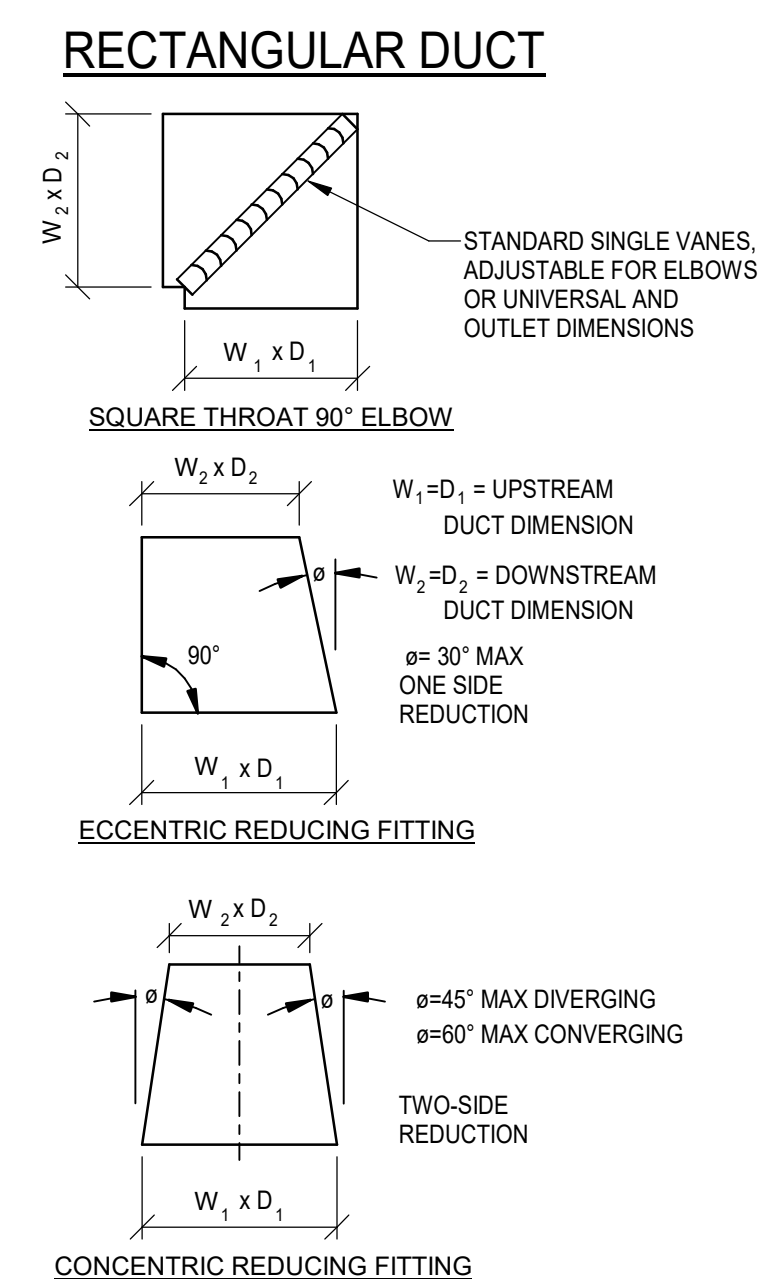 RECTANGULAR DUCT
W2 x D2
STANDARD SINGLE VANES,
ADJUSTABLE FOR ELBOWS
OR UNIVERSAL AND
OUTLET DIMENSIONS
W1 x D1
SQUARE THROAT 90° ELBOW
W2 x D2
W1=D1 = UPSTREAM
DUCT DIMENSION
ø
W2=D2 = DOWNSTREAM
DUCT DIMENSION
90°
ø= 30° MAX
ONE SIDE
REDUCTION
W1 x D1
ECCENTRIC REDUCING FITTING
W2 x D2
ø
ø
ø=45° MAX DIVERGING
ø=60° MAX CONVERGING
TWO-SIDE
REDUCTION
W1 x D1
CONCENTRIC REDUCING FITTING